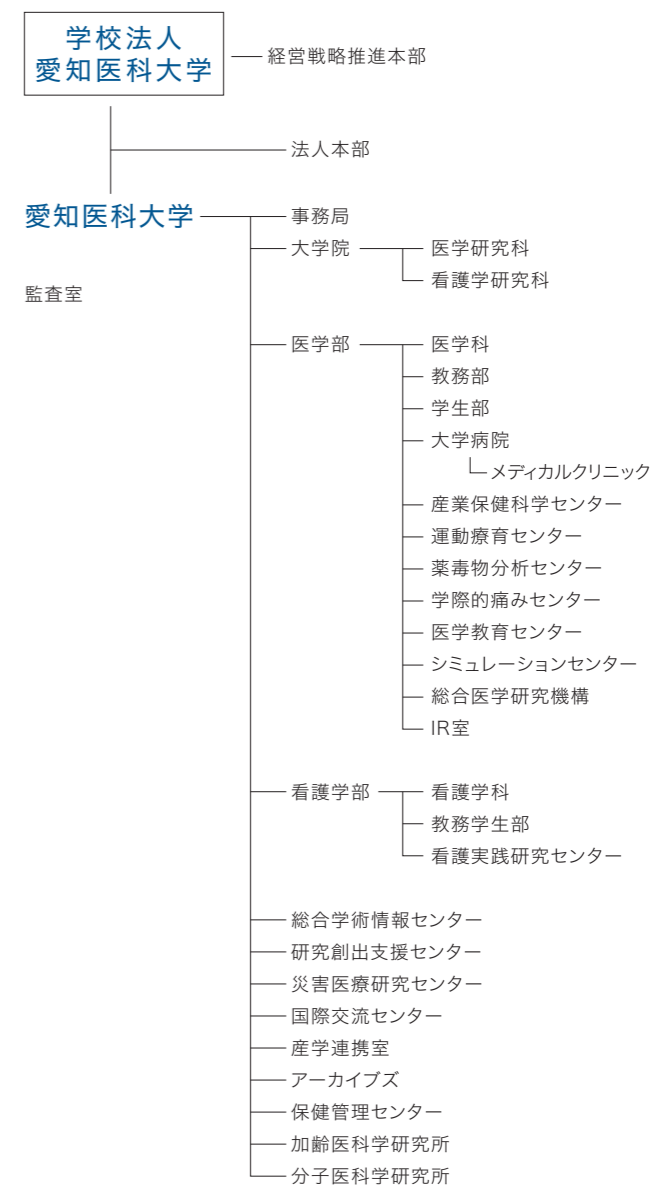 学校法人
愛知医科大学
経営戦略推進本部
法人本部
愛知医科大学
事務局
大学院
医学研究科
看護学研究科
監査室
医学部
医学科
教務部
学生部
大学病院
メディカルクリニック
産業保健科学センター
運動療育センター
薬毒物分析センター
学際的痛みセンター
医学教育センター
シミュレーションセンター
総合医学研究機構
IR室
看護学部
看護学科
教務学生部
看護実践研究センター
総合学術情報センター
研究創出支援センター
災害医療研究センター
国際交流センター
産学連携室
アーカイブズ
保健管理センター
加齢医科学研究所
分子医科学研究所